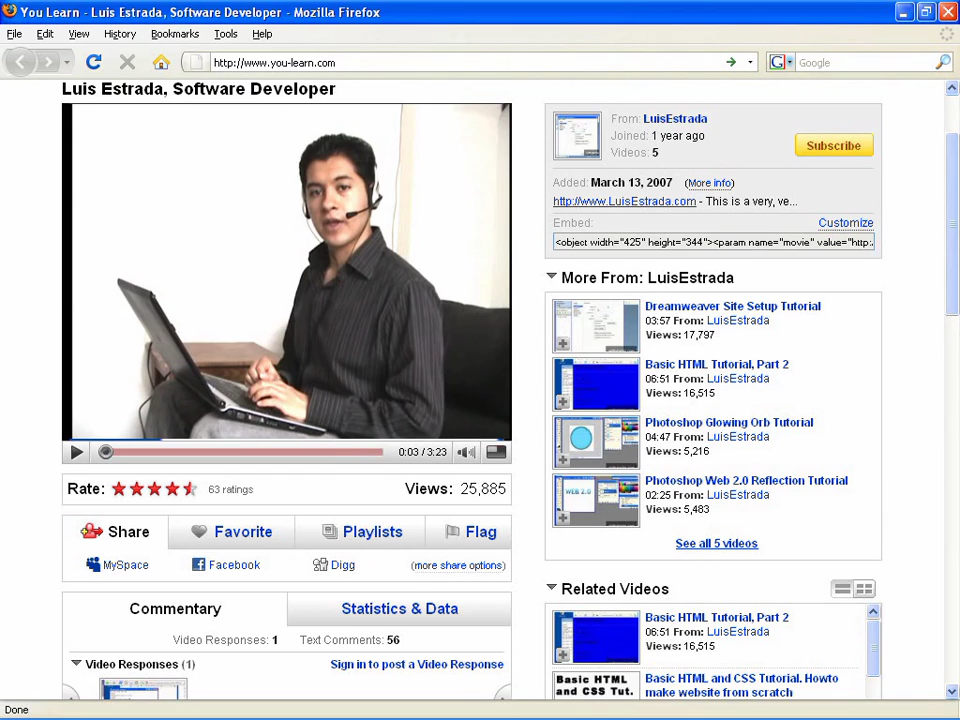 You Learn - Luis Estrada, Software Developer - Mozilla Firefox
File Edit View History Bookmarks Tools Help
http://www.you-learn.com
G Google
Luis Estrada, Software Developer
From: LuisEstrada
Joined: 1 year ago
Videos: 5
Subscribe
Added: March 13, 2007 (More info)
http://www.LuisEstrada.com - This is a very, ve...
Embed: Customize
<object width="425" height="344"><param name="movie" value="http:
More From: LuisEstrada
Dreamweaver Site Setup Tutorial
03:57 From: LuisEstrada
Views: 17,797
Basic HTML Tutorial, Part 2
06:51 From: LuisEstrada
Views: 16,515
Photoshop Glowing Orb Tutorial
04:47 From: LuisEstrada
Views: 5,216
WEB 2.0
Photoshop Web 2.0 Reflection Tutorial
02:25 From: LuisEstrada
Views: 5,483
See all 5 videos
0:03 / 3:23
Rate: 63 ratings Views: 25,885
Share Favorite Playlists Flag
MySpace Facebook Digg (more share options)
Commentary Statistics & Data
Video Responses: 1 Text Comments: 56
Video Responses (1) Sign in to post a Video Response
Related Videos
Basic HTML Tutorial, Part 2
06:51 From: LuisEstrada
Views: 16,515
Basic HTML
and CSS Tut.
Basic HTML and CSS Tutorial. Howto
make website from scratch
Done